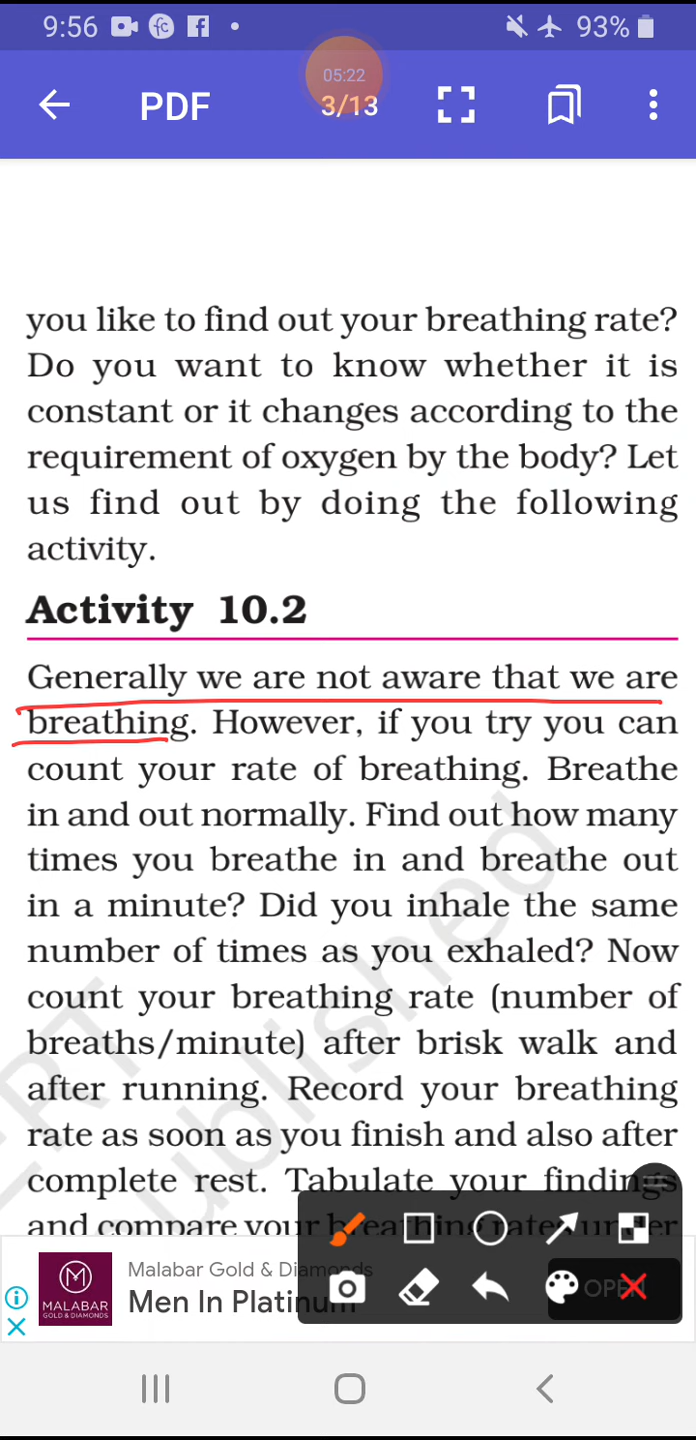 9:56 fc f 93%
05:22
PDF 3/13
you like to find out your breathing rate?
Do you want to know whether it is
constant or it changes according to the
requirement of oxygen by the body? Let
us find out by doing the following
activity.
Activity 10.2
Generally we are not aware that we are
breathing. However, if you try you can
count your rate of breathing. Breathe
in and out normally. Find out how many
times you breathe in and breathe out
in a minute? Did you inhale the same
number of times as you exhaled? Now
count your breathing rate (number of
breaths/minute) after brisk walk and
after running. Record your breathing
rate as soon as you finish and also after
complete rest. Tabulate your findings
and compare your breathing rates under
Malabar Gold & Diamonds
Men In Platinum
MALABAR
GOLD & DIAMONDS